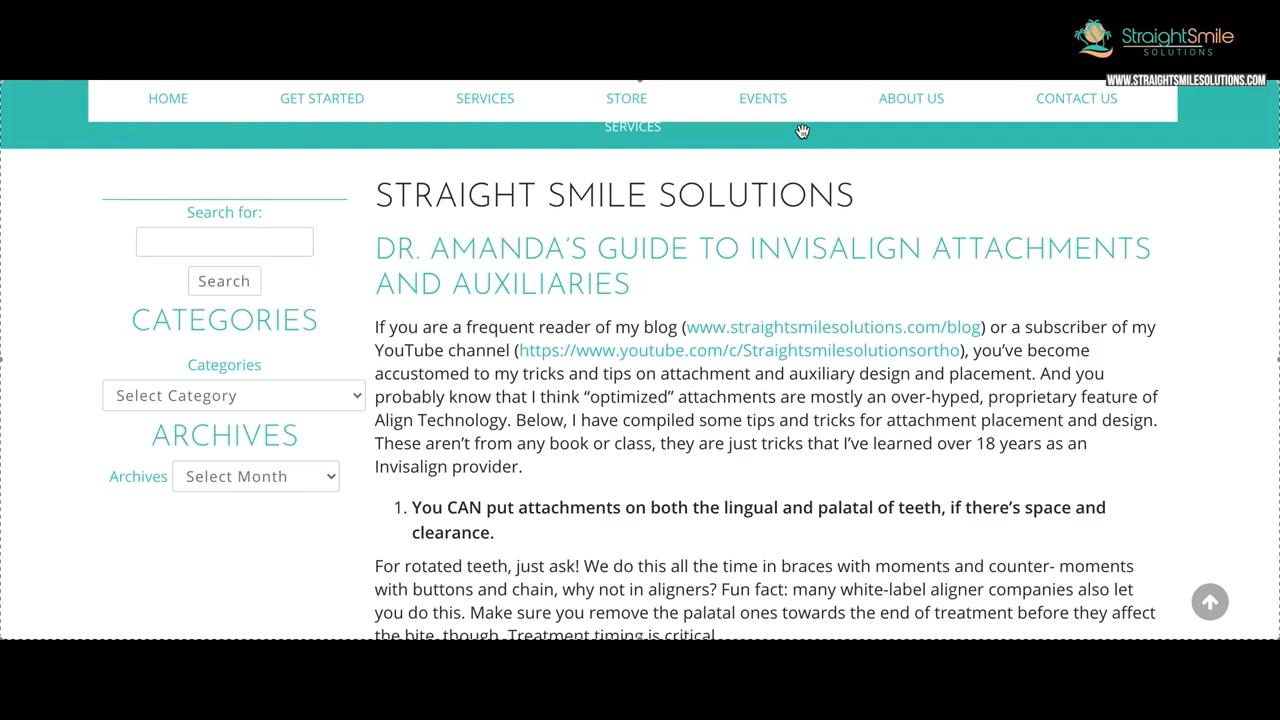 StraightSmile
SOLUTIONS
WWW.STRAIGHTSMILESOLUTIONS.COM
HOME GET STARTED SERVICES STORE EVENTS ABOUT US CONTACT US
SERVICES
Search for:
Search
CATEGORIES
Categories
Select Category
ARCHIVES
Archives Select Month
STRAIGHT SMILE SOLUTIONS
DR. AMANDA’S GUIDE TO INVISALIGN ATTACHMENTS
AND AUXILIARIES
If you are a frequent reader of my blog (www.straightsmilesolutions.com/blog) or a subscriber of my
YouTube channel (https://www.youtube.com/c/Straightsmilesolutionsortho), you’ve become
accustomed to my tricks and tips on attachment and auxiliary design and placement. And you
probably know that I think “optimized” attachments are mostly an over-hyped, proprietary feature of
Align Technology. Below, I have compiled some tips and tricks for attachment placement and design.
These aren’t from any book or class, they are just tricks that I’ve learned over 18 years as an
Invisalign provider.
1. You CAN put attachments on both the lingual and palatal of teeth, if there’s space and
clearance.
For rotated teeth, just ask! We do this all the time in braces with moments and counter- moments
with buttons and chain, why not in aligners? Fun fact: many white-label aligner companies also let
you do this. Make sure you remove the palatal ones towards the end of treatment before they affect
the bite, though. Treatment timing is critical.